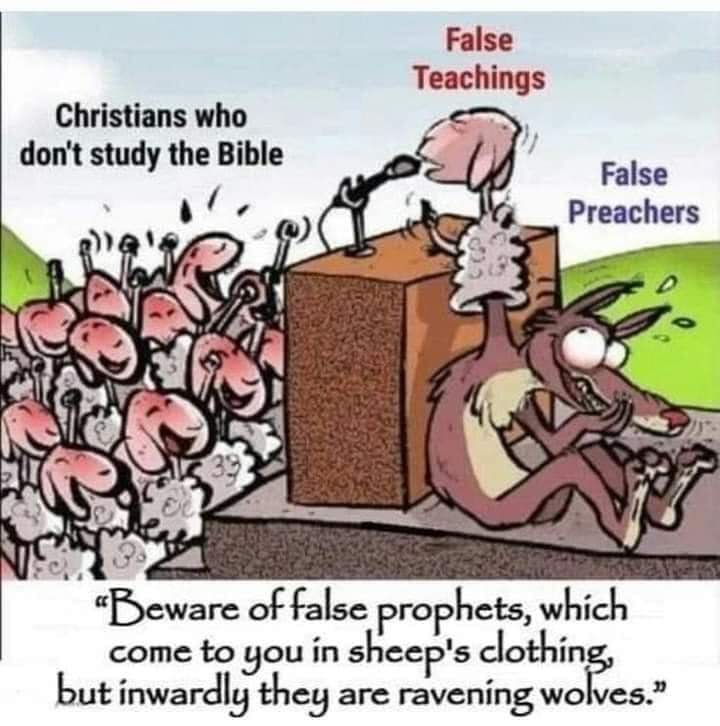 False
Teachings
Christians who
don't study the Bible
False
Preachers
“Beware of false prophets, which
come to you in sheep's clothing,
but inwardly they are ravening wolves.”